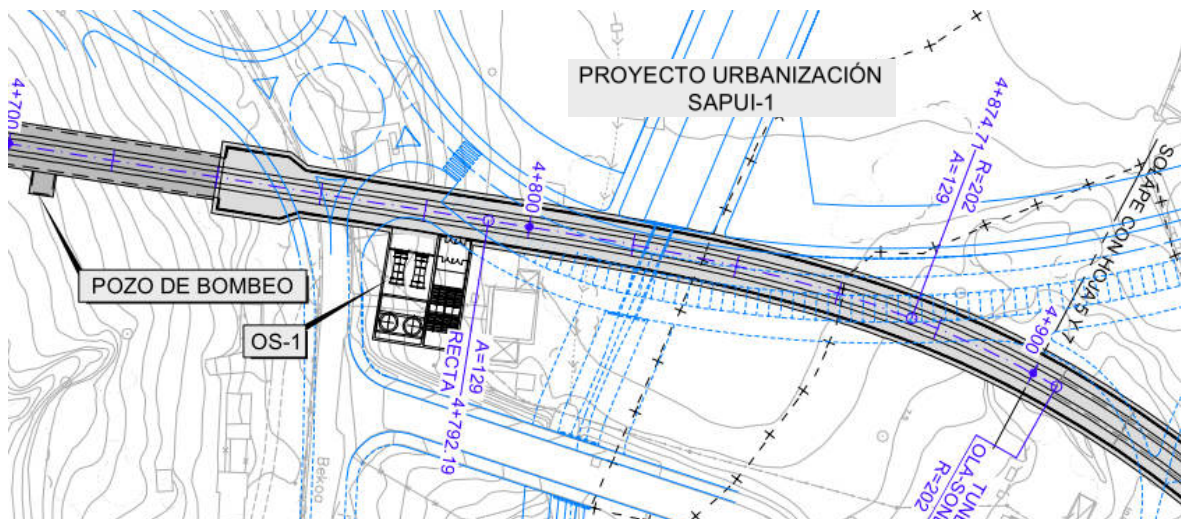 PROYECTO URBANIZACIÓN
SAPUI-1
4+700
4+800
4+874.71 R=202
A=129
SOLAPE CON HOJA 5 Y 7
POZO DE BOMBEO
OS-1
A=129
RECTA 4+792.19
4+900
R=202